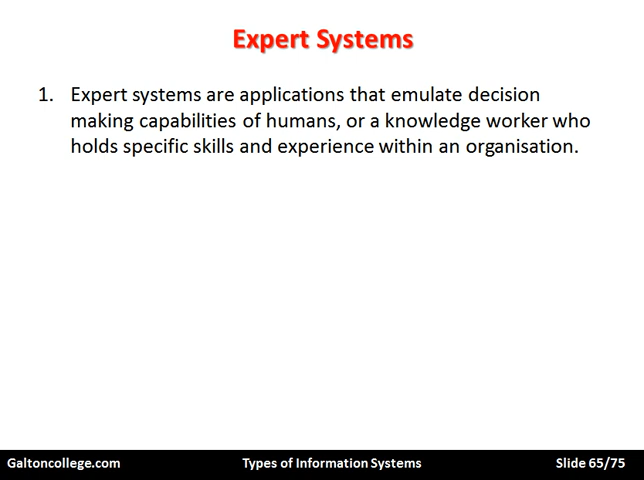 Expert Systems
1. Expert systems are applications that emulate decision
making capabilities of humans, or a knowledge worker who
holds specific skills and experience within an organisation.
Galtoncollege.com Types of Information Systems Slide 65/75